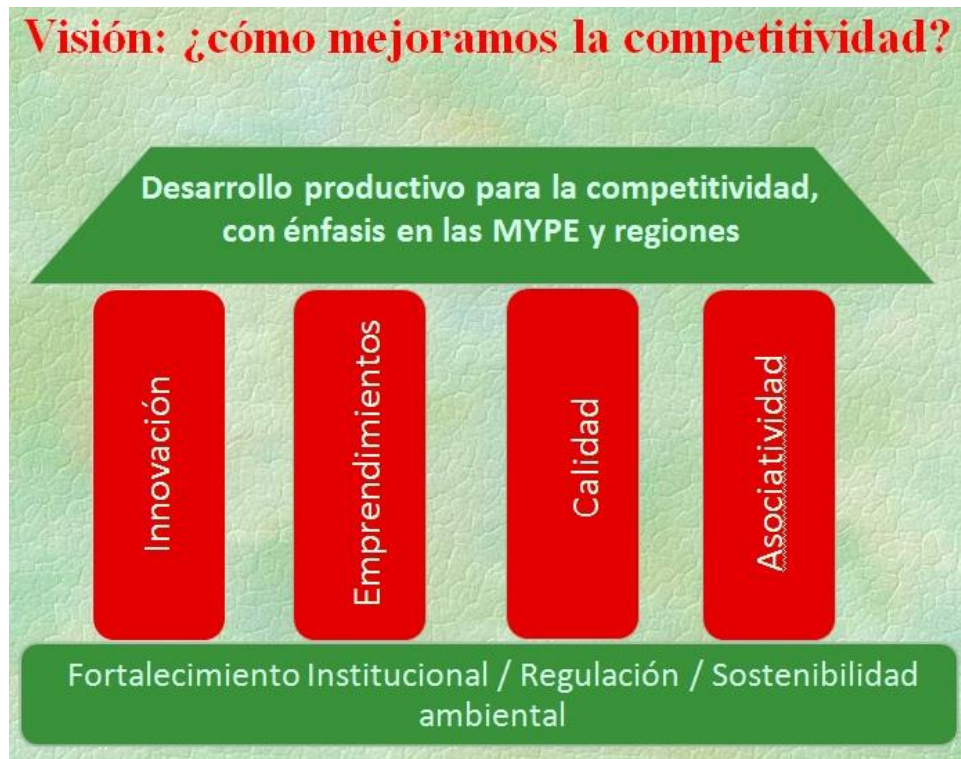 Visión: ¿cómo mejoramos la competitividad?
Desarrollo productivo para la competitividad,
con énfasis en las MYPE y regiones
Innovación
Emprendimientos
Calidad
Asociatividad
Fortalecimiento Institucional / Regulación / Sostenibilidad
ambiental